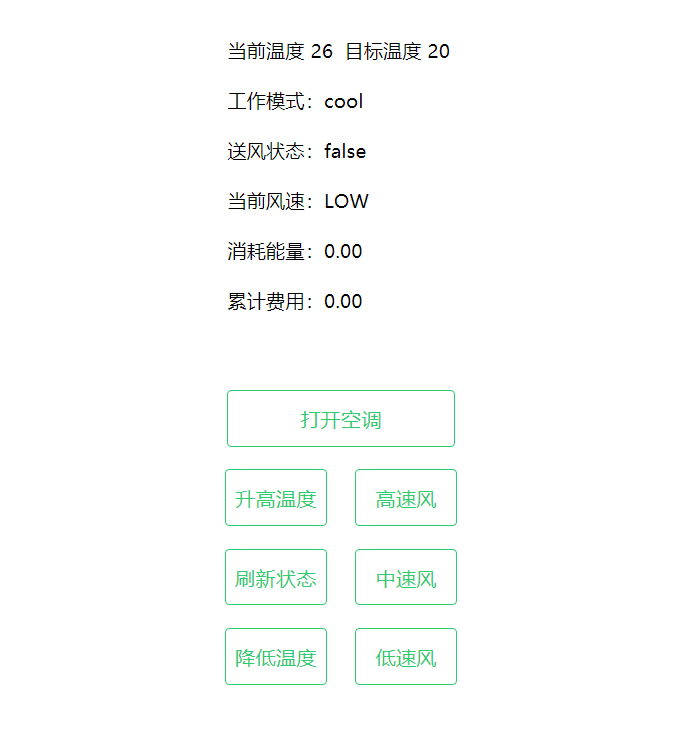 当前温度 26 目标温度 20
工作模式：cool
送风状态：false
当前风速：LOW
消耗能量：0.00
累计费用：0.00
打开空调
升高温度 高速风
刷新状态 中速风
降低温度 低速风